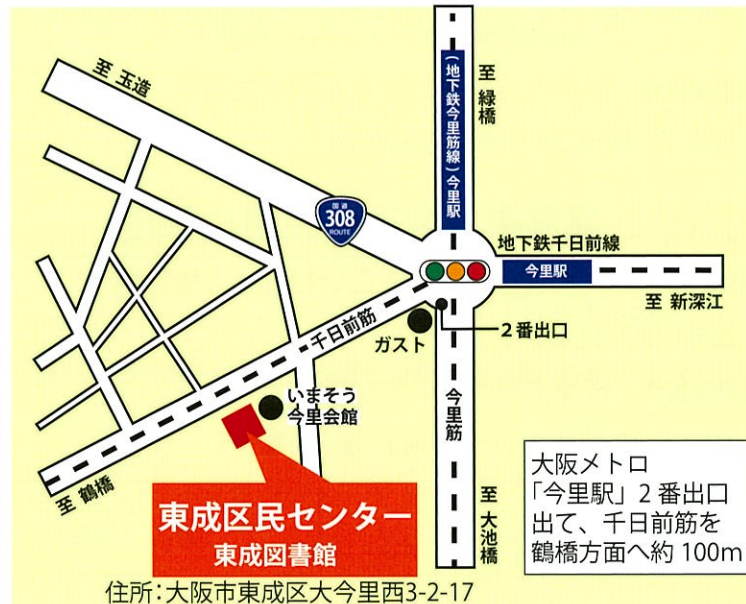 至 玉造
至 緑橋
(地下鉄今里筋線)今里駅
国道
308
ROUTE
地下鉄千日前線
今里駅
至 新深江
千日前筋
ガスト
2番出口
いまそう
今里会館
今里筋
至 鶴橋
至 大池橋
東成区民センター
東成図書館
大阪メトロ
「今里駅」2番出口
出て、千日前筋を
鶴橋方面へ約100m
住所:大阪市東成区大今里西3-2-17